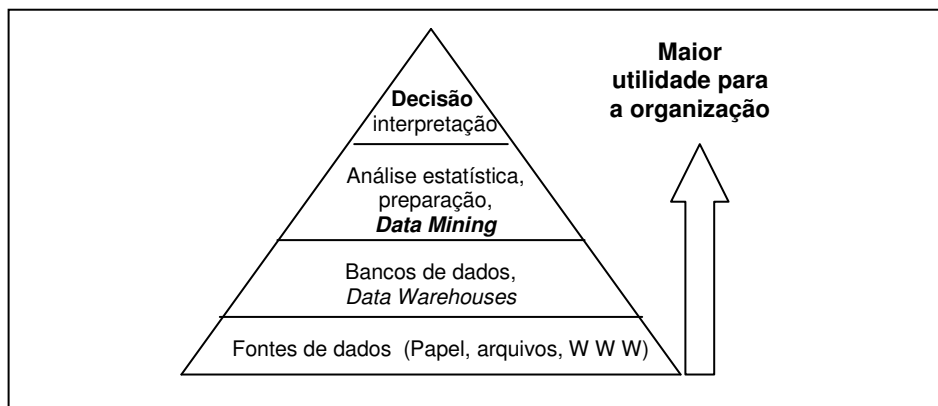 Decisão
interpretação
Análise estatística,
preparação,
Data Mining
Bancos de dados,
Data Warehouses
Fontes de dados (Papel, arquivos, W W W)
Maior
utilidade para
a organização